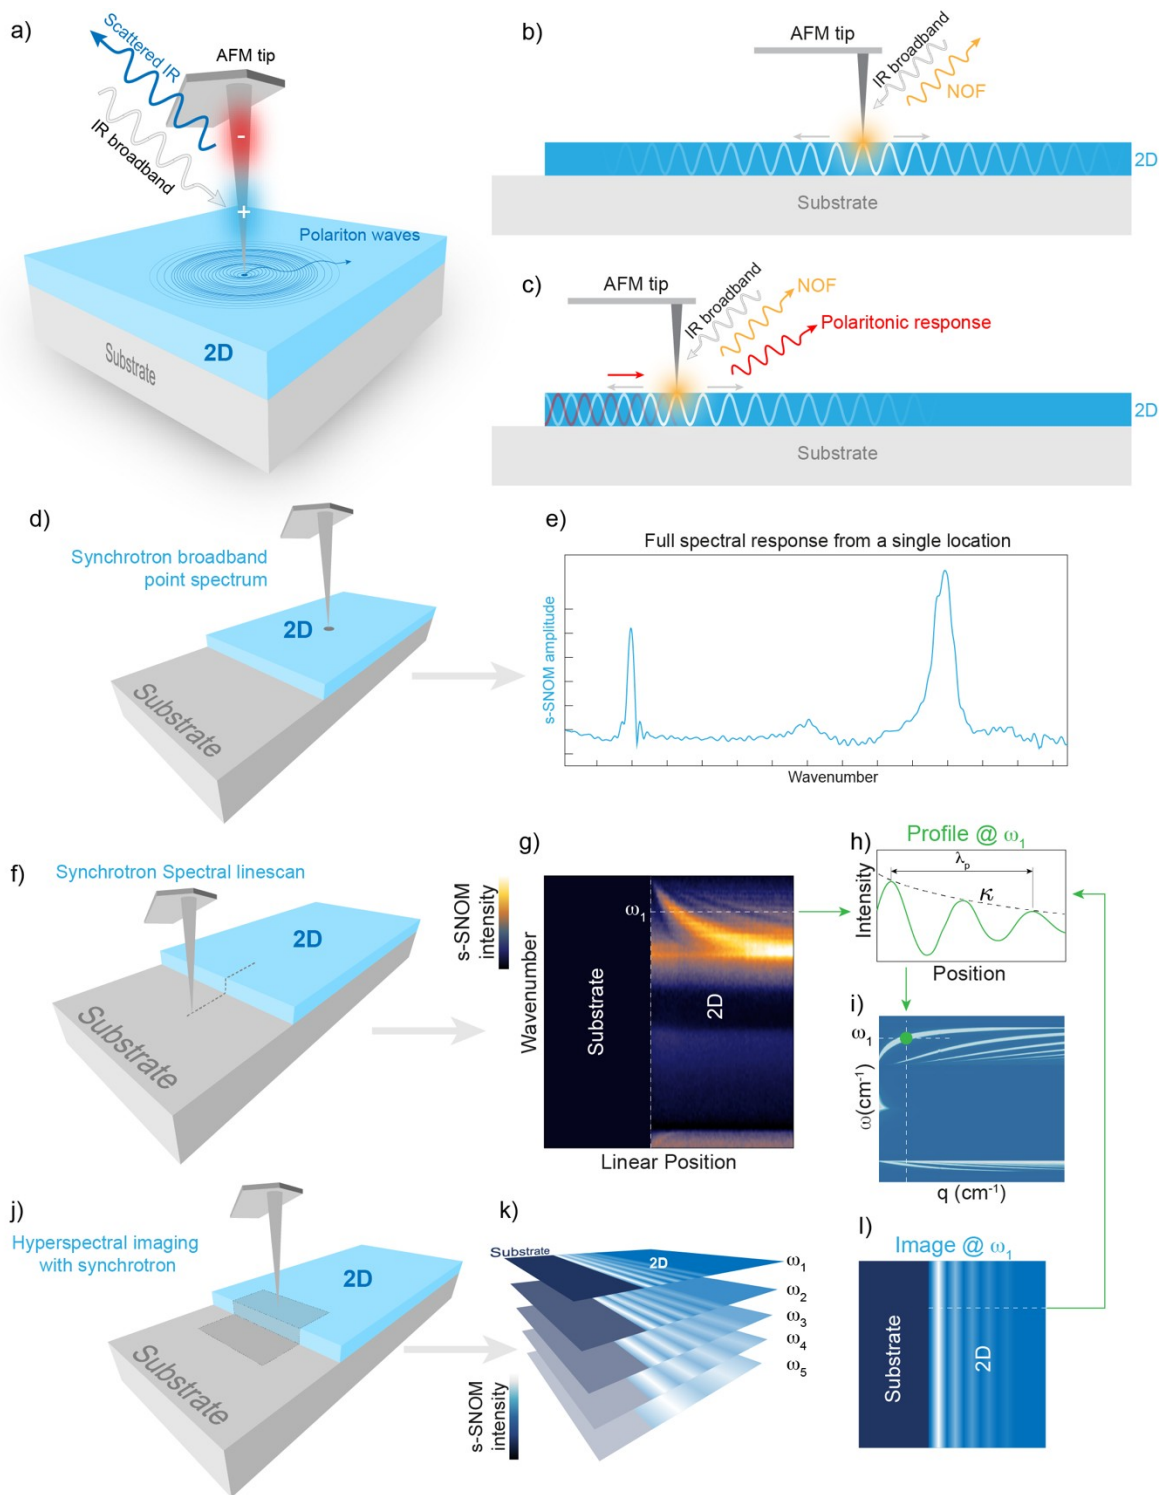 a)
Scattered IR
AFM tip
IR broadband
-
+
Polariton waves
2D
Substrate
b)
AFM tip
IR broadband
NOF
2D
Substrate
c)
AFM tip
IR broadband
NOF
Polaritonic response
2D
Substrate
d)
Synchrotron broadband
point spectrum
2D
Substrate
e)
Full spectral response from a single location
s-SNOM amplitude
Wavenumber
f)
Synchrotron Spectral linescan
2D
Substrate
g)
s-SNOM
intensity
ω1
Wavenumber
Substrate
2D
Linear Position
h)
Profile @ ω1
λp
κ
Intensity
Position
i)
ω1
ω(cm-1)
q (cm-1)
j)
Hyperspectral imaging
with synchrotron
2D
Substrate
k)
Substrate
2D
ω1
ω2
ω3
ω4
ω5
s-SNOM
intensity
l)
Image @ ω1
Substrate
2D